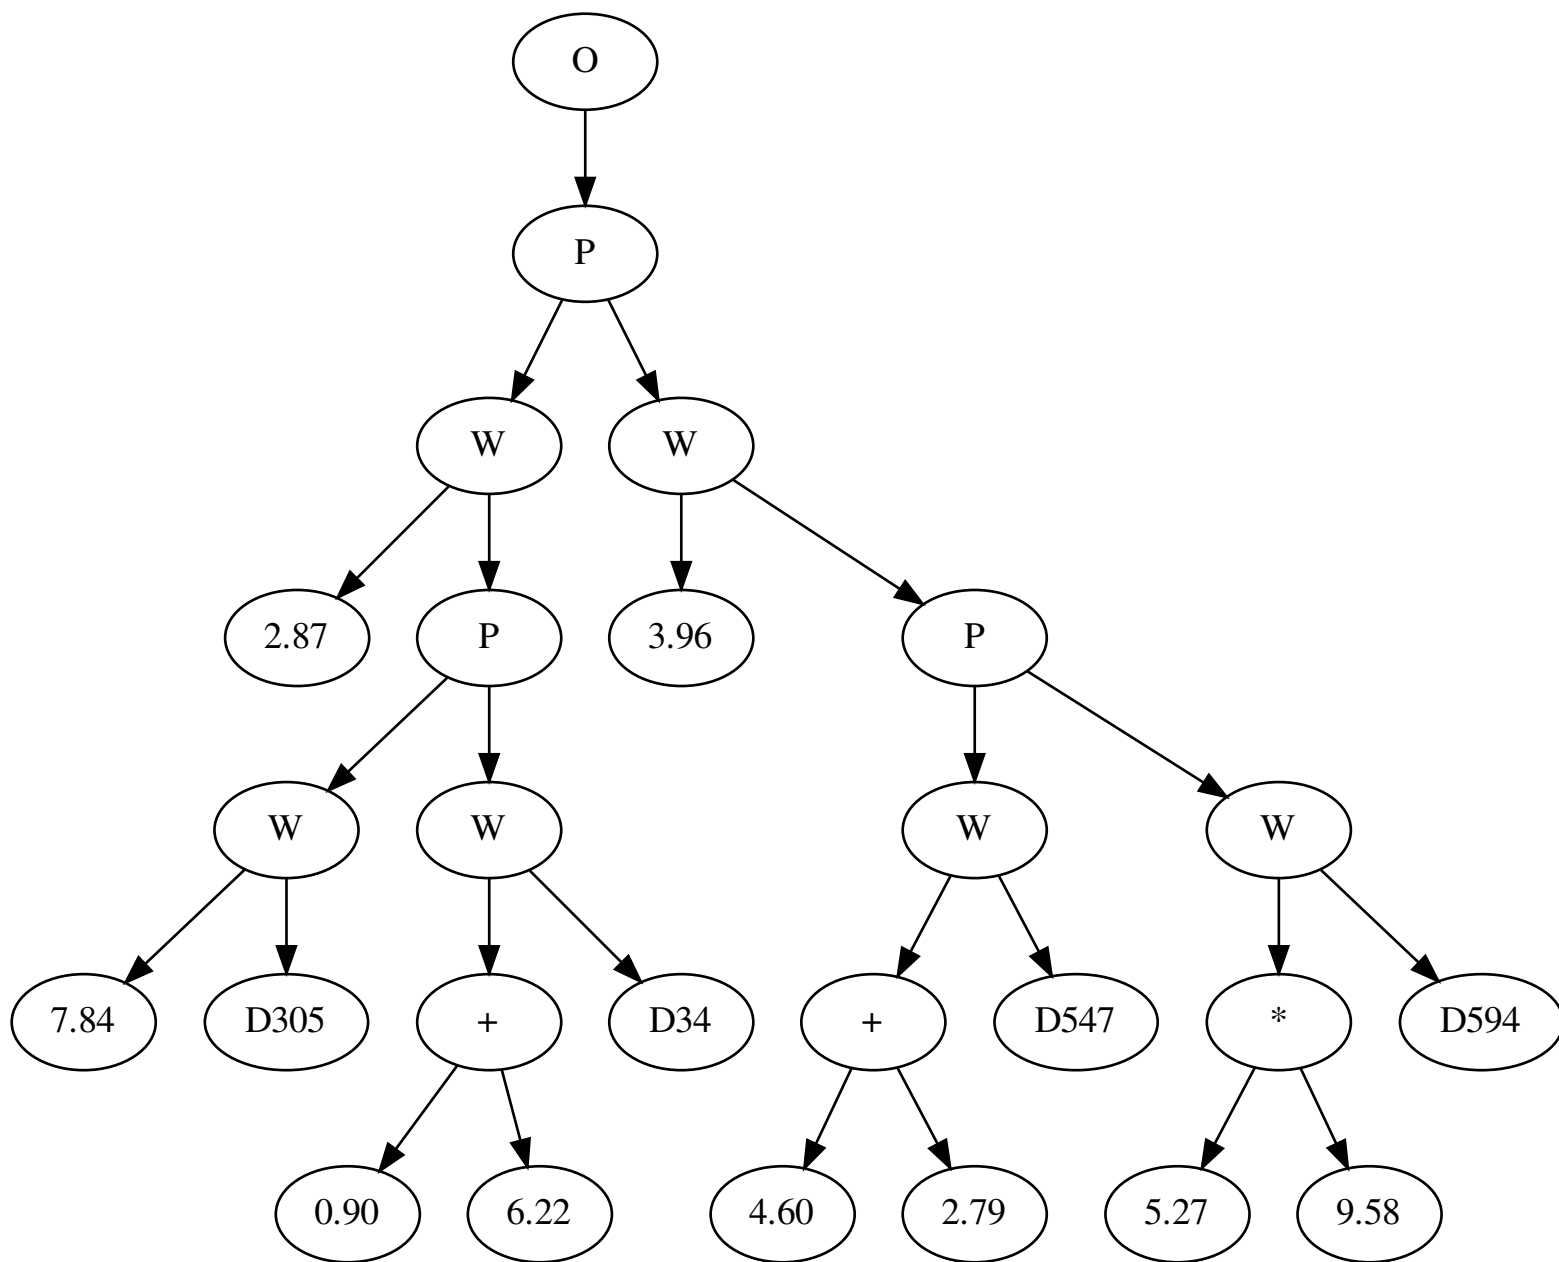 O
P
W W
2.87 P 3.96 P
W W W W
7.84 D305 + D34 + D547 * D594
0.90 6.22 4.60 2.79 5.27 9.58